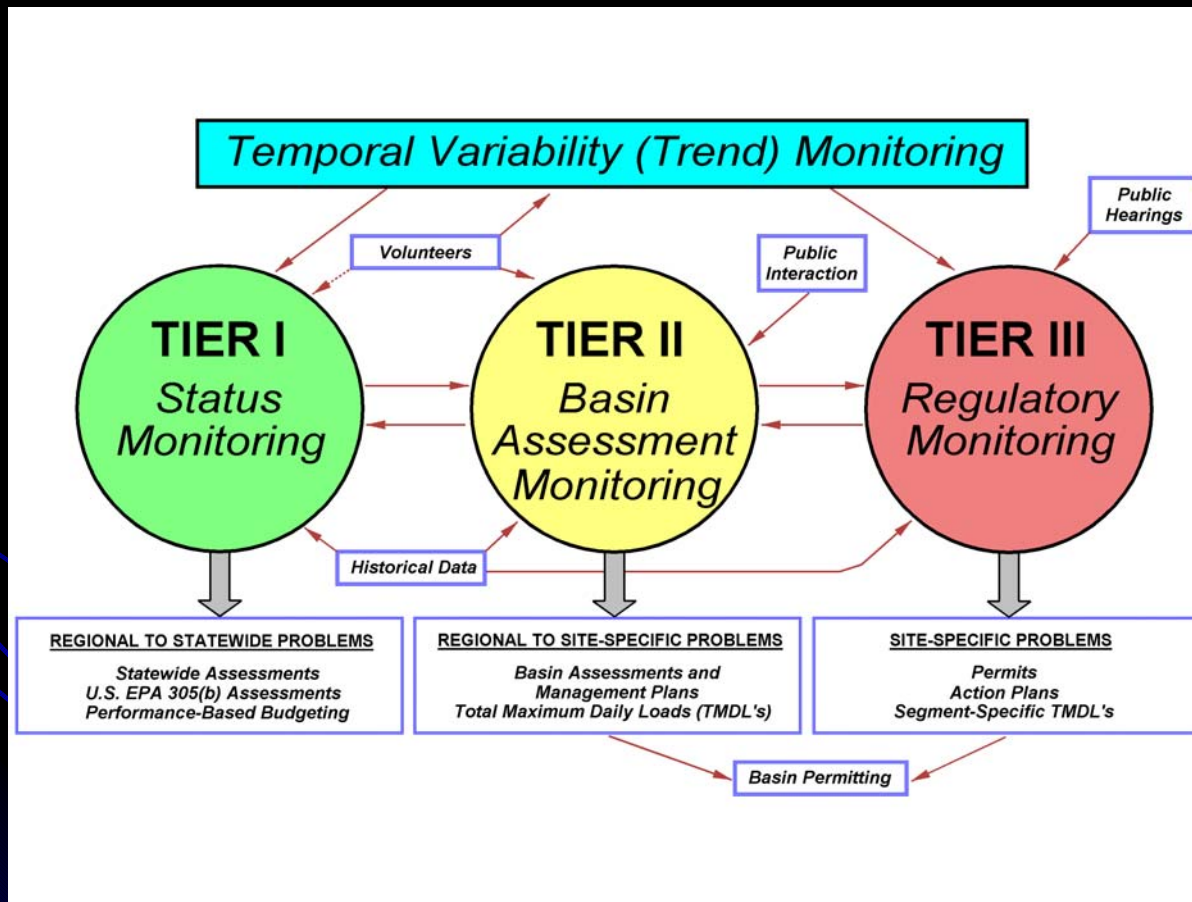 Temporal Variability (Trend) Monitoring
Public
Hearings
Volunteers
Public
Interaction
TIER I
Status
Monitoring
TIER II
Basin
Assessment
Monitoring
TIER III
Regulatory
Monitoring
Historical Data
REGIONAL TO STATEWIDE PROBLEMS
Statewide Assessments
U.S. EPA 305(b) Assessments
Performance-Based Budgeting
REGIONAL TO SITE-SPECIFIC PROBLEMS
Basin Assessments and
Management Plans
Total Maximum Daily Loads (TMDL's)
SITE-SPECIFIC PROBLEMS
Permits
Action Plans
Segment-Specific TMDL's
Basin Permitting